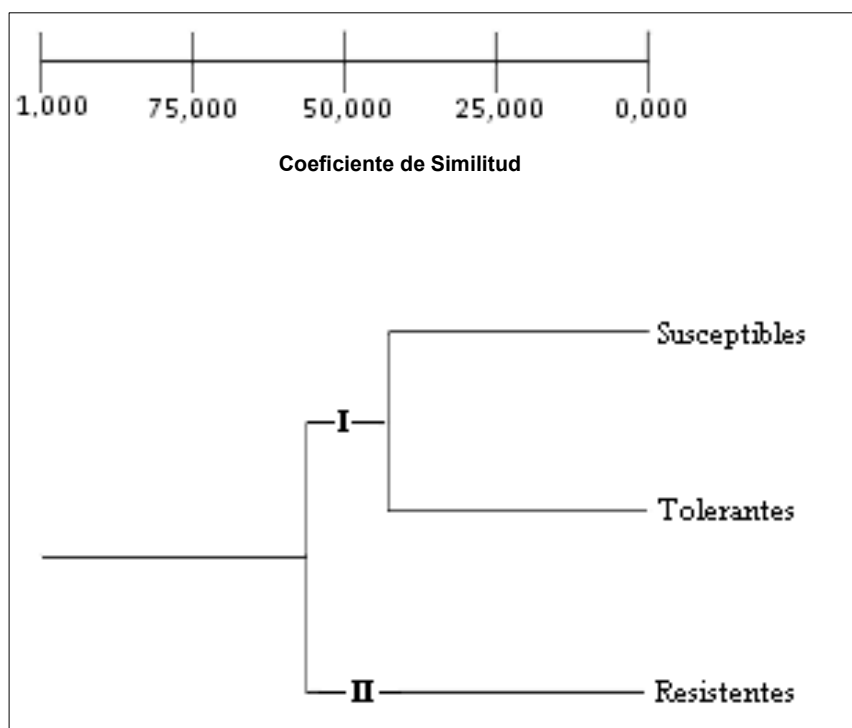 1,000 75,000 50,000 25,000 0,000
Coeficiente de Similitud
Susceptibles
I
Tolerantes
II Resistentes